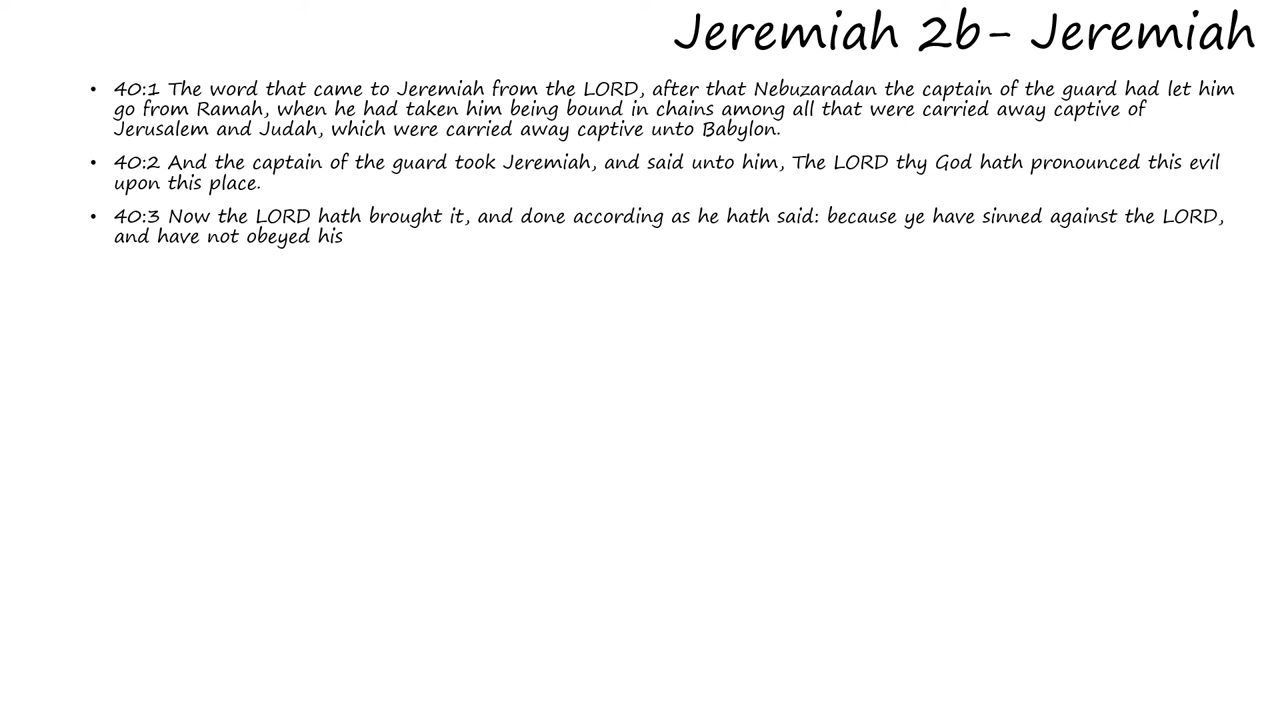 Jeremiah 2b- Jeremiah
• 40:1 The word that came to Jeremiah from the LORD, after that Nebuzaradan the captain of the guard had let him
go from Ramah, when he had taken him being bound in chains among all that were carried away captive of
Jerusalem and Judah, which were carried away captive unto Babylon.
• 40:2 And the captain of the guard took Jeremiah, and said unto him, The LORD thy God hath pronounced this evil
upon this place.
• 40:3 Now the LORD hath brought it, and done according as he hath said: because ye have sinned against the LORD,
and have not obeyed his